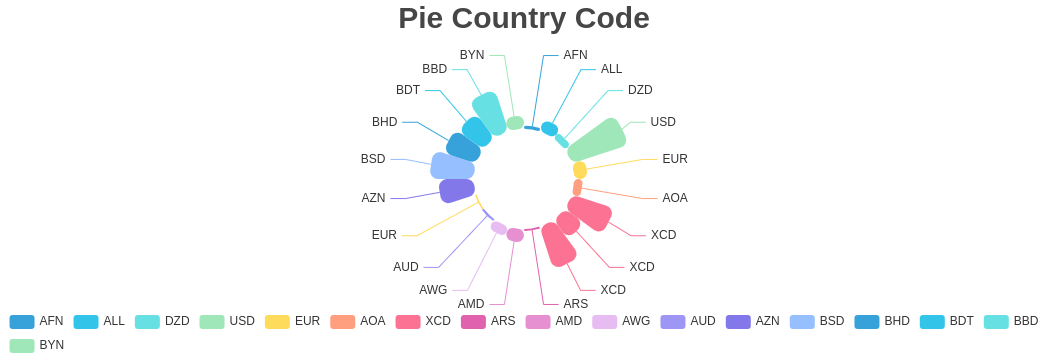 Pie Country Code
BYN AFN
BBD ALL
BDT DZD
BHD USD
BSD EUR
AZN AOA
EUR XCD
AUD XCD
AWG XCD
AMD ARS
AFN ALL DZD USD EUR AOA XCD ARS AMD AWG AUD AZN BSD BHD BDT BBD
BYN